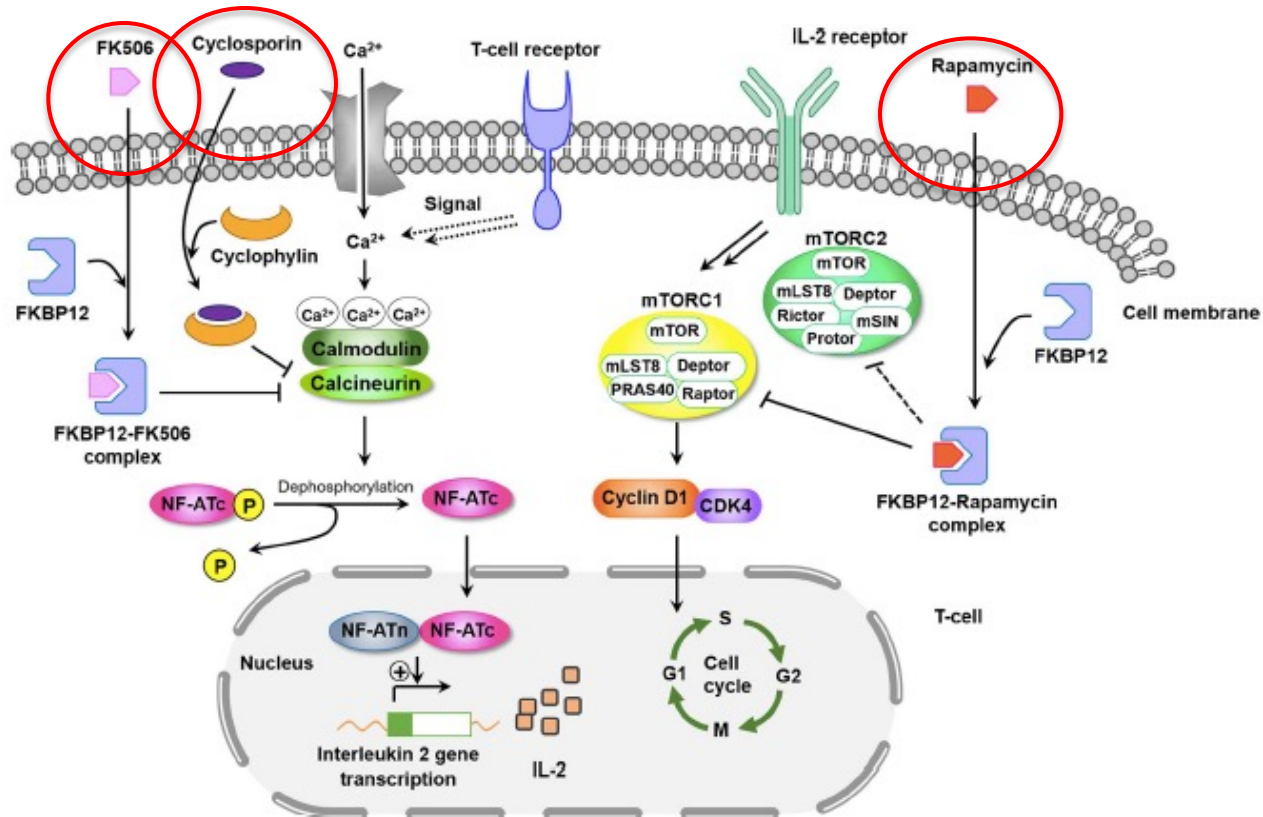 FK506
Cyclosporin
Ca2+
T-cell receptor
IL-2 receptor
Rapamycin
Signal
Ca2+
Cyclophylin
FKBP12
Ca2+ Ca2+ Ca2+
Calmodulin
Calcineurin
FKBP12-FK506
complex
mTORC2
mTOR
mLST8 Deptor
Rictor mSIN
Protor
mTORC1
mTOR
mLST8 Deptor
PRAS40 Raptor
Cell membrane
FKBP12
FKBP12-Rapamycin
complex
NF-ATc P
Dephosphorylation
NF-ATc
P
Cyclin D1 CDK4
T-cell
Nucleus
NF-ATn NF-ATc
+
Interleukin 2 gene
transcription
IL-2
S
G1 Cell G2
cycle
M